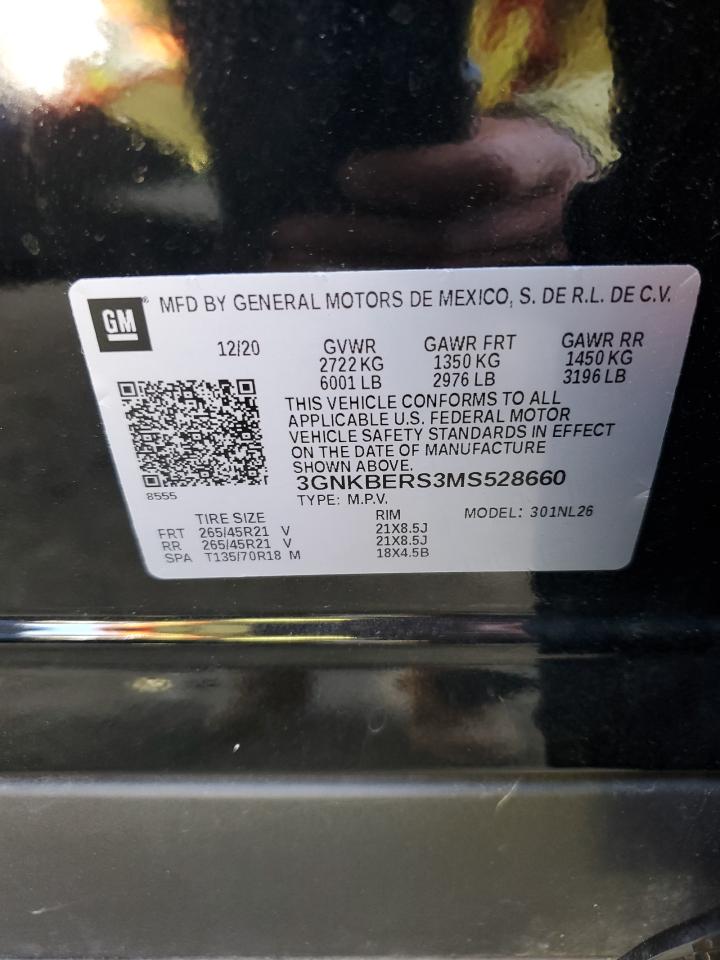 GM® MFD BY GENERAL MOTORS DE MEXICO, S. DE R.L. DE C.V.
12/20 GVWR GAWR FRT GAWR RR
2722 KG 1350 KG 1450 KG
6001 LB 2976 LB 3196 LB
THIS VEHICLE CONFORMS TO ALL
APPLICABLE U.S. FEDERAL MOTOR
VEHICLE SAFETY STANDARDS IN EFFECT
ON THE DATE OF MANUFACTURE
SHOWN ABOVE.
3GNKBERS3MS528660
8555 TYPE: M.P.V.
TIRE SIZE RIM MODEL: 301NL26
FRT 265/45R21 V 21X8.5J
RR 265/45R21 V 21X8.5J
SPA T135/70R18 M 18X4.5B